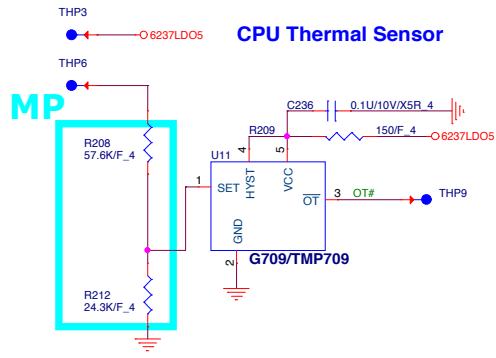 THP3
6237LDO5
CPU Thermal Sensor
THP6
MP
C236
0.1U/10V/X5R_4
R208
57.6K/F_4
R209
150/F_4
6237LDO5
U11
4
5
1
SET
HYST
VCC
OT
3
OT#
THP9
GND
2
G709/TMP709
R212
24.3K/F_4